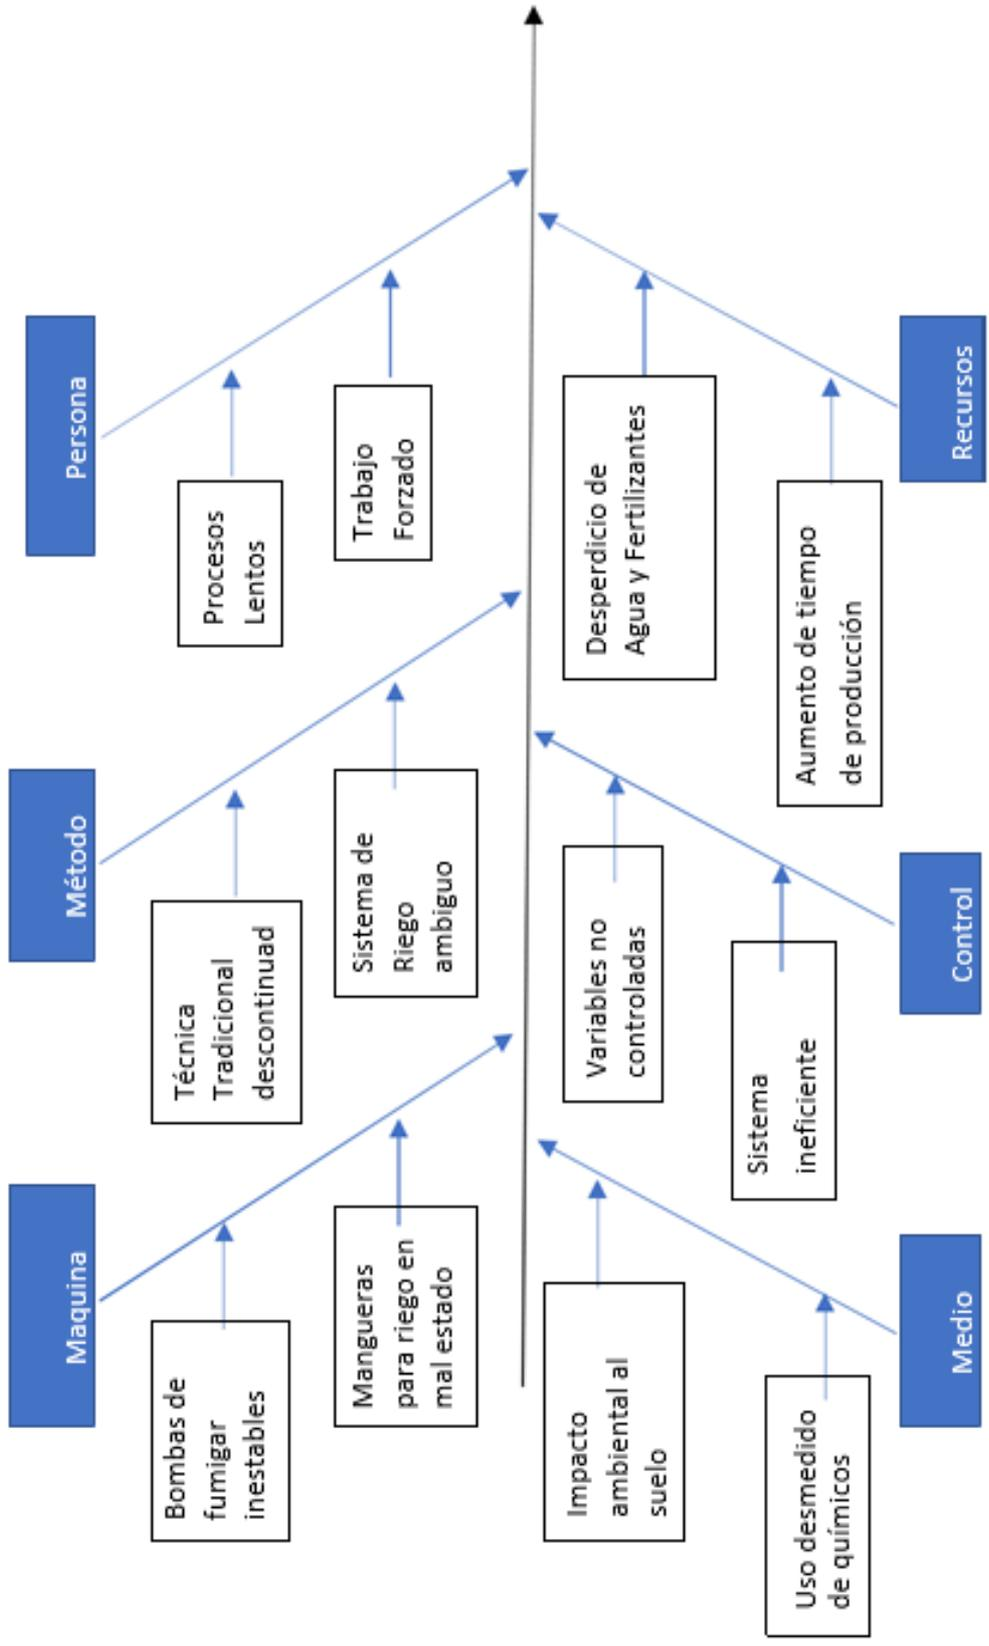 Maquina
Método
Persona
Bombas de
fumigar
inestables
Técnica
Tradicional
descontinuad
Procesos
Lentos
Mangueras
para riego en
mal estado
Sistema de
Riego
ambiguo
Trabajo
Forzado
Impacto
ambiental al
suelo
Variables no
controladas
Desperdicio de
Agua y Fertilizantes
Uso desmedido
de químicos
Sistema
ineficiente
Aumento de tiempo
de producción
Medio
Control
Recursos